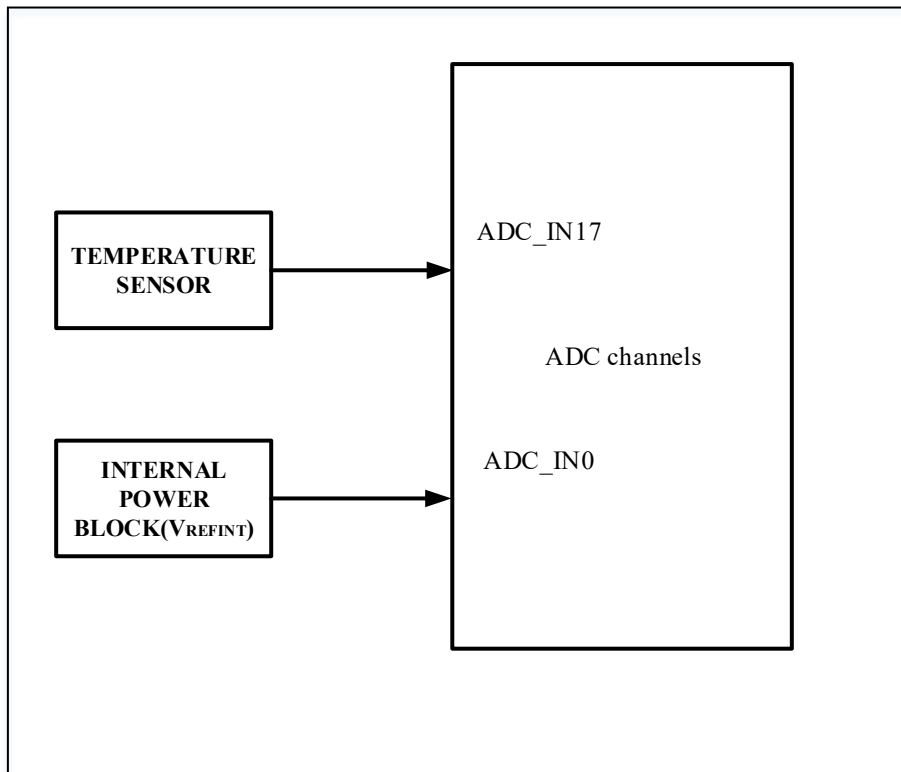 ADC_IN17
TEMPERATURE
SENSOR
ADC channels
ADC_IN0
INTERNAL
POWER
BLOCK(VREFINT)